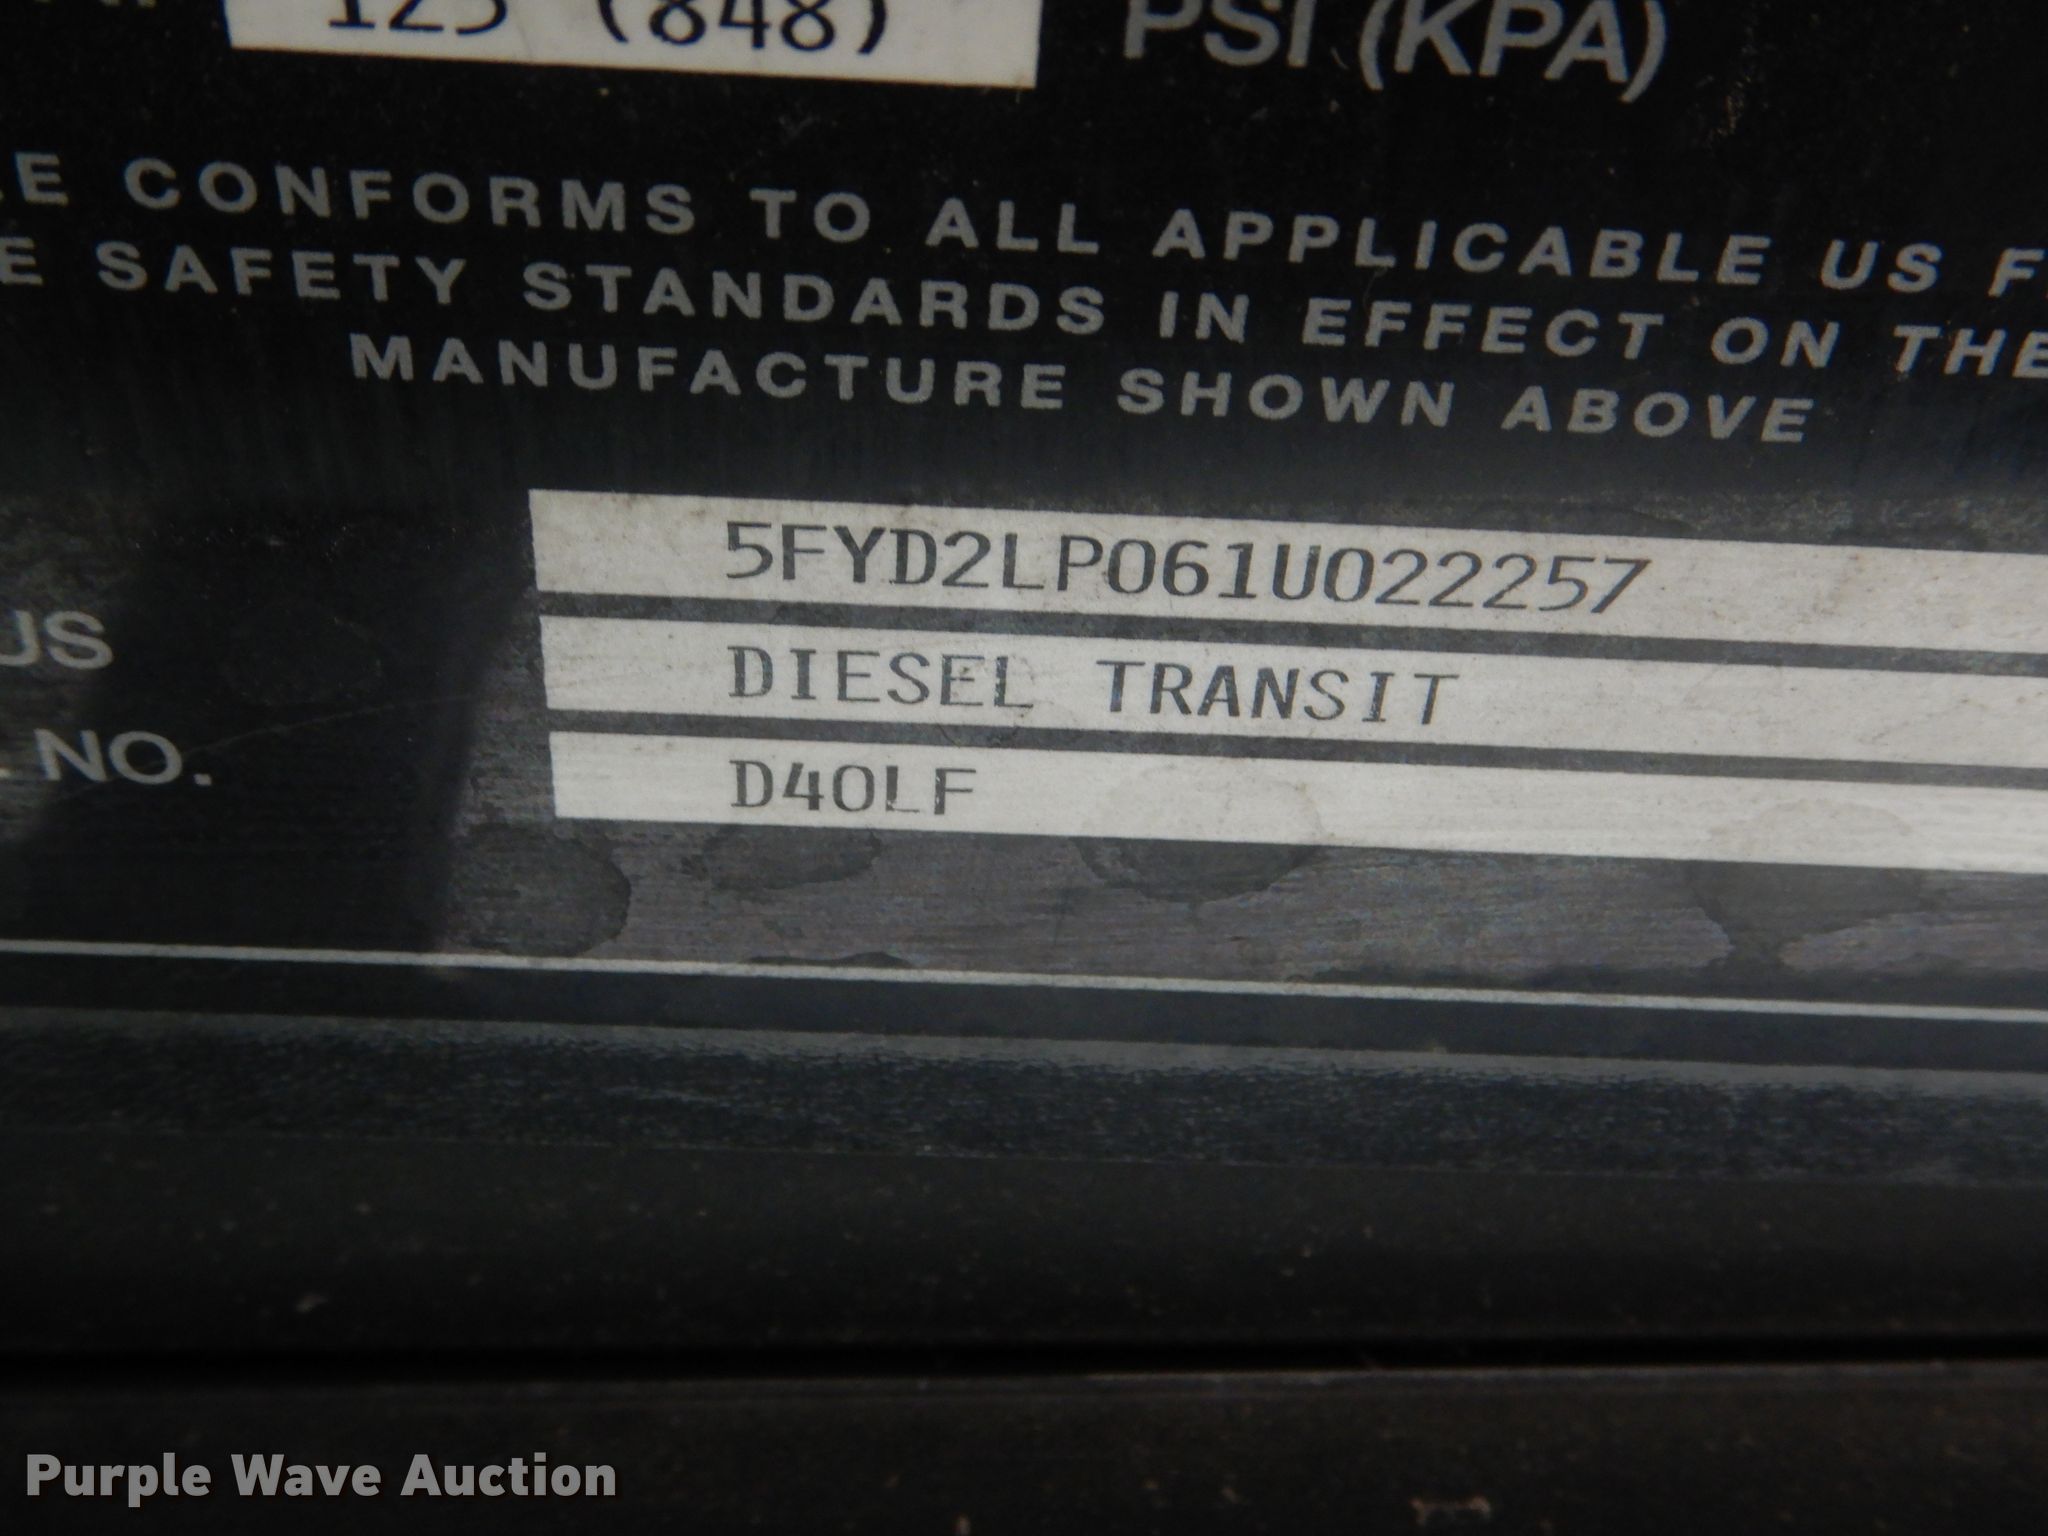 125 (848) PSI (KPA)
CONFORMS TO ALL APPLICABLE US
SAFETY STANDARDS IN EFFECT ON THE
MANUFACTURE SHOWN ABOVE
5FYD2LP061U022257
US DIESEL TRANSIT
NO. D40LF
Purple Wave Auction